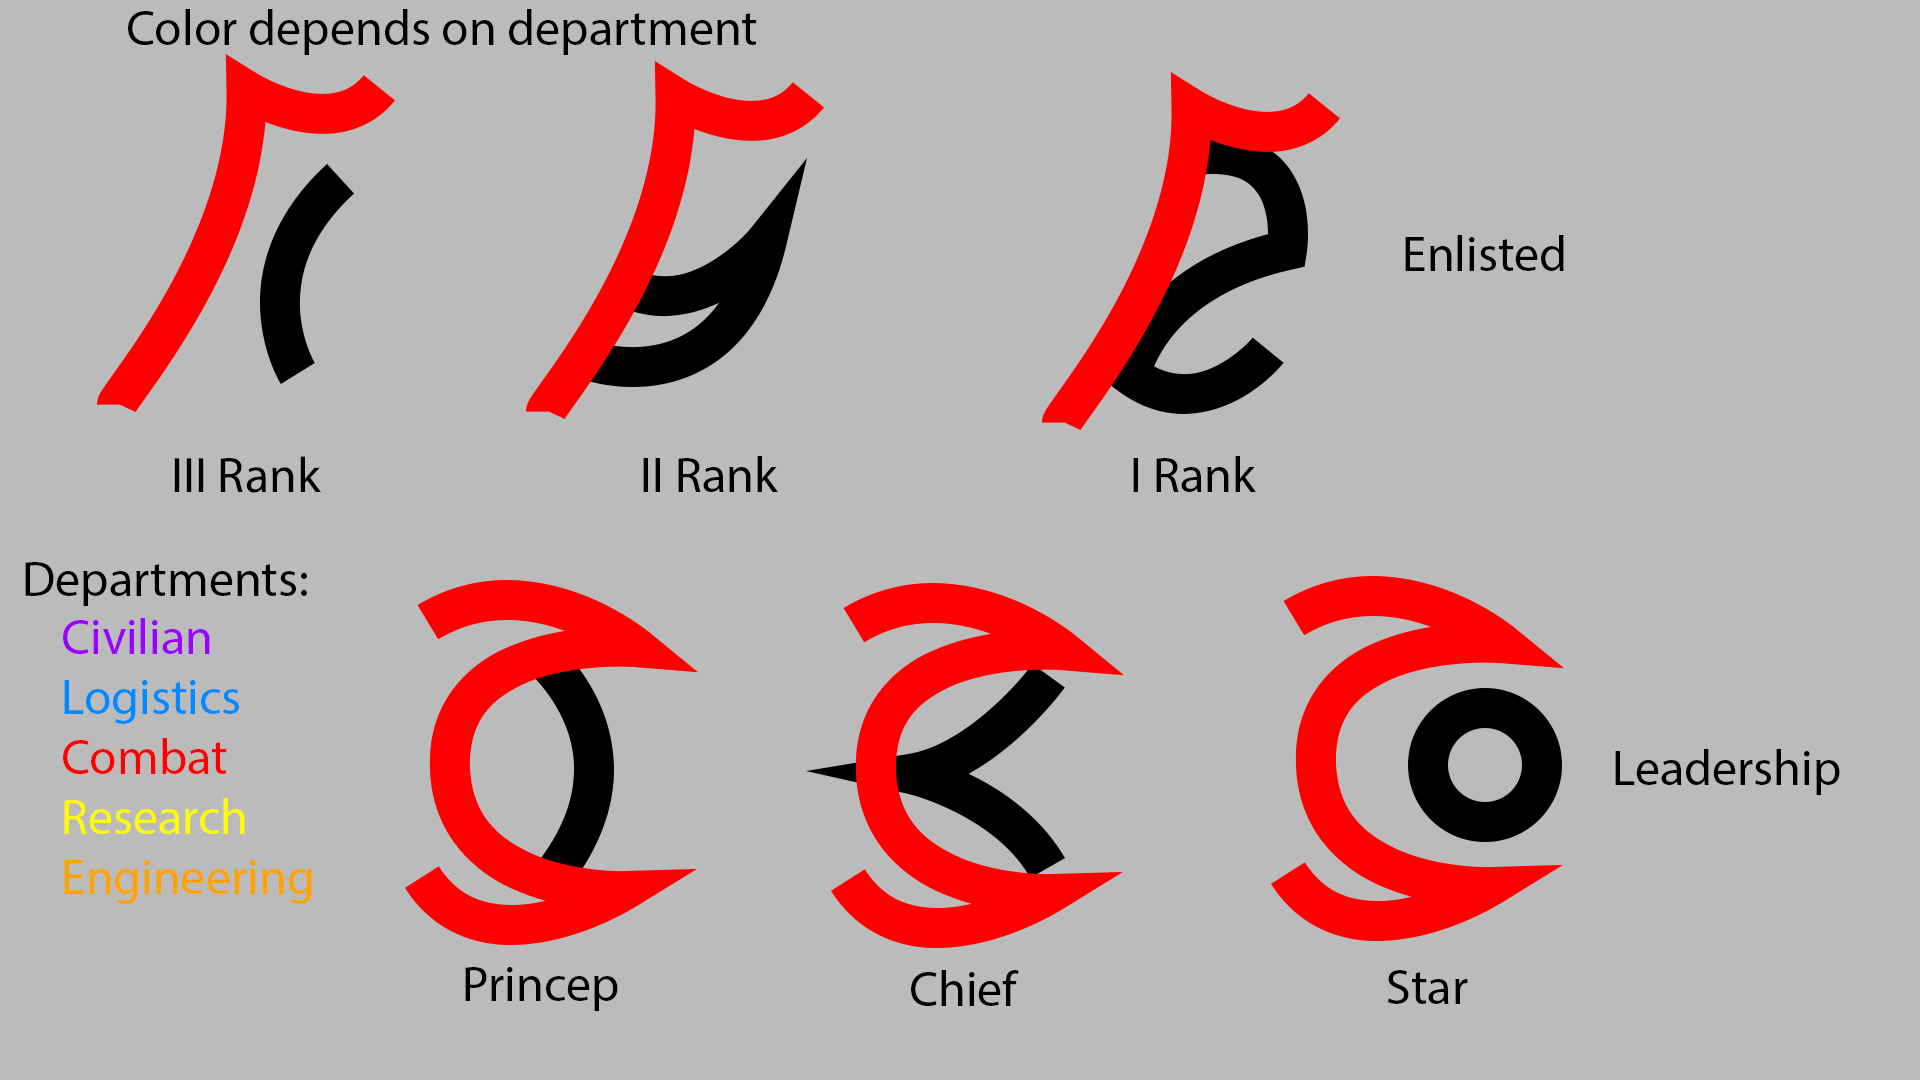 Color depends on department
Enlisted
III Rank
II Rank
I Rank
Departments:
Civilian
Logistics
Combat
Research
Engineering
Leadership
Princep
Chief
Star